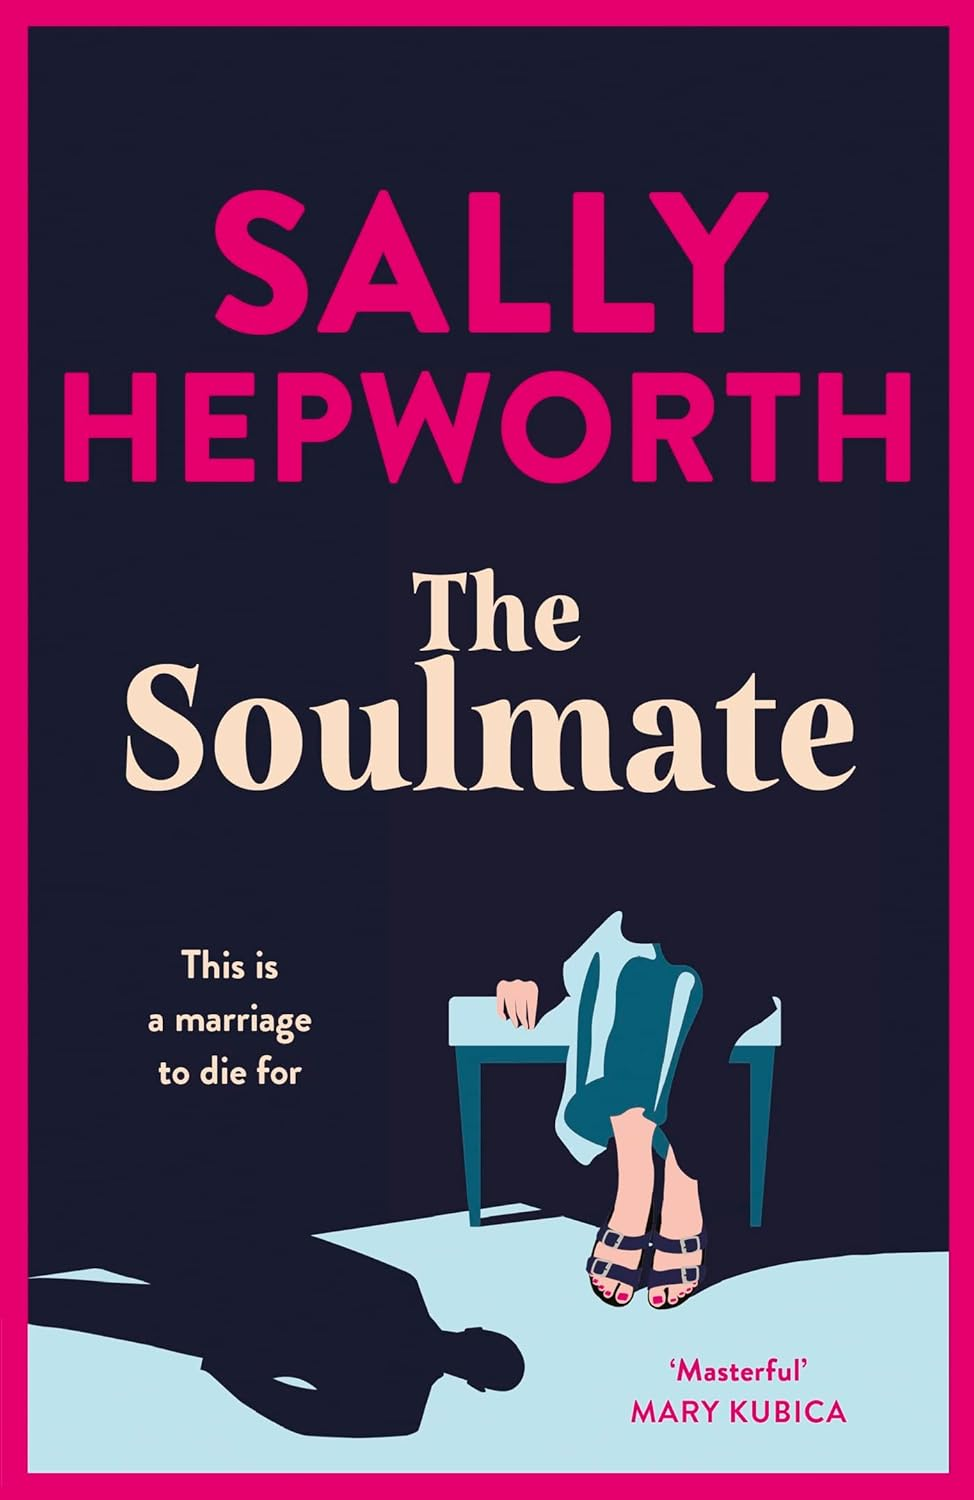 SALLY
HEPWORTH
The
Soulmate
This is
a marriage
to die for
‘Masterful’
MARY KUBICA